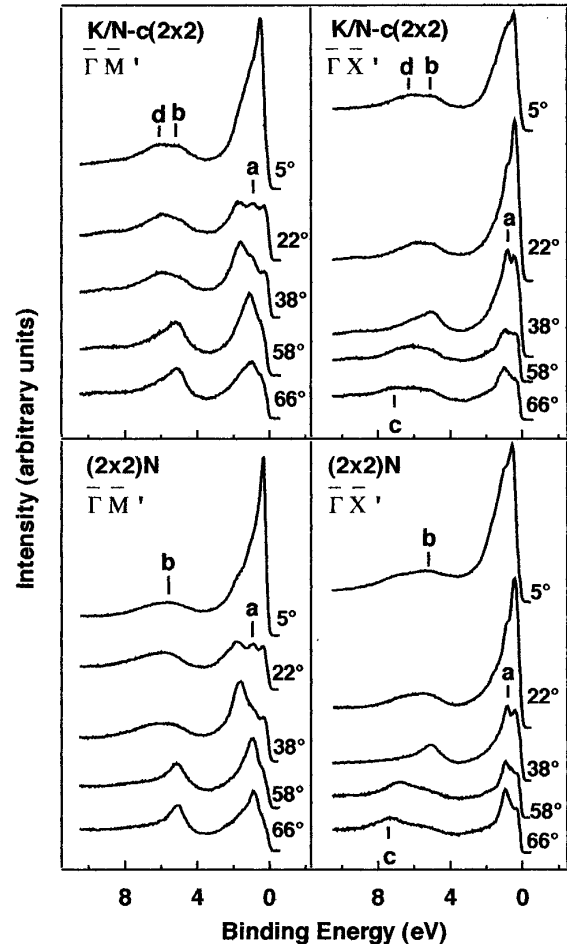 K/N-c(2x2)
Γ̅ M̅ '
d b
a
5°
22°
38°
58°
66°
K/N-c(2x2)
Γ̅ X̅ '
d b
5°
a
22°
38°
58°
66°
c
(2x2)N
Γ̅ M̅ '
b
5°
a
22°
38°
58°
66°
(2x2)N
Γ̅ X̅ '
b
5°
a
22°
38°
58°
66°
c
Intensity (arbitrary units)
8 4 0 8 4 0
Binding Energy (eV)